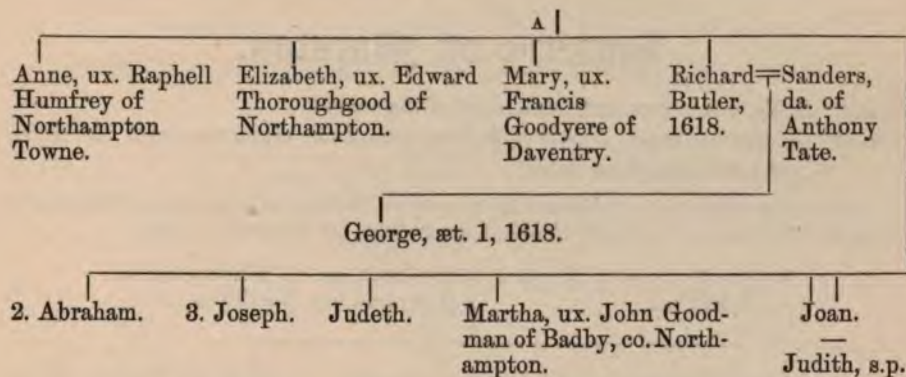 A
Anne, ux. Raphell
Humfrey of
Northampton
Towne.
Elizabeth, ux. Edward
Thoroughgood of
Northampton.
Mary, ux.
Francis
Goodyere of
Daventry.
Richard
Butler,
1618.
Sanders,
da. of
Anthony
Tate.
George, æt. 1, 1618.
2. Abraham.
3. Joseph.
Judeth.
Martha, ux. John Good-
man of Badby, co. North-
ampton.
Joan.
—
Judith, s.p.